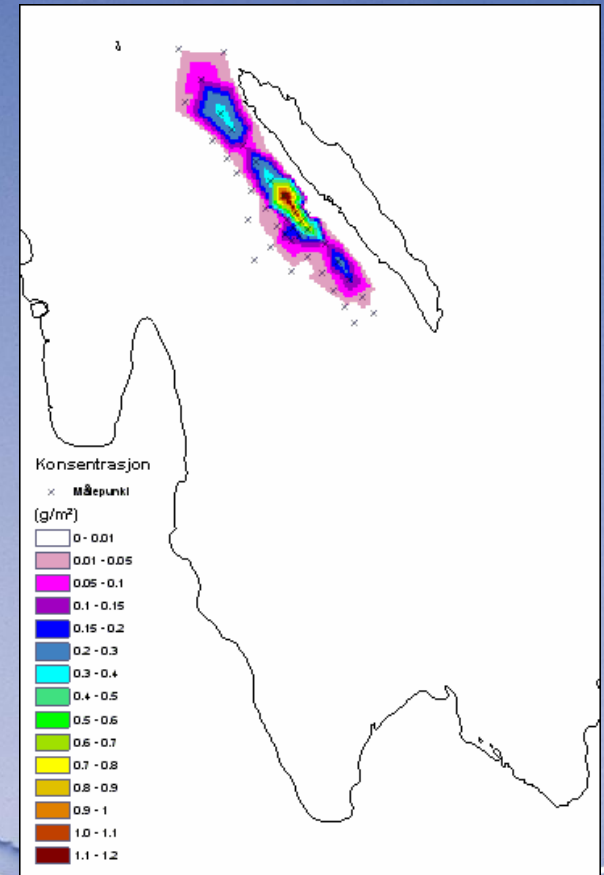 Konsentrasjon
× Målepunkt
(g/m²)
0 - 0.01
0.01 - 0.05
0.05 - 0.1
0.1 - 0.15
0.15 - 0.2
0.2 - 0.3
0.3 - 0.4
0.4 - 0.5
0.5 - 0.6
0.6 - 0.7
0.7 - 0.8
0.8 - 0.9
0.9 - 1
1.0 - 1.1
1.1 - 1.2